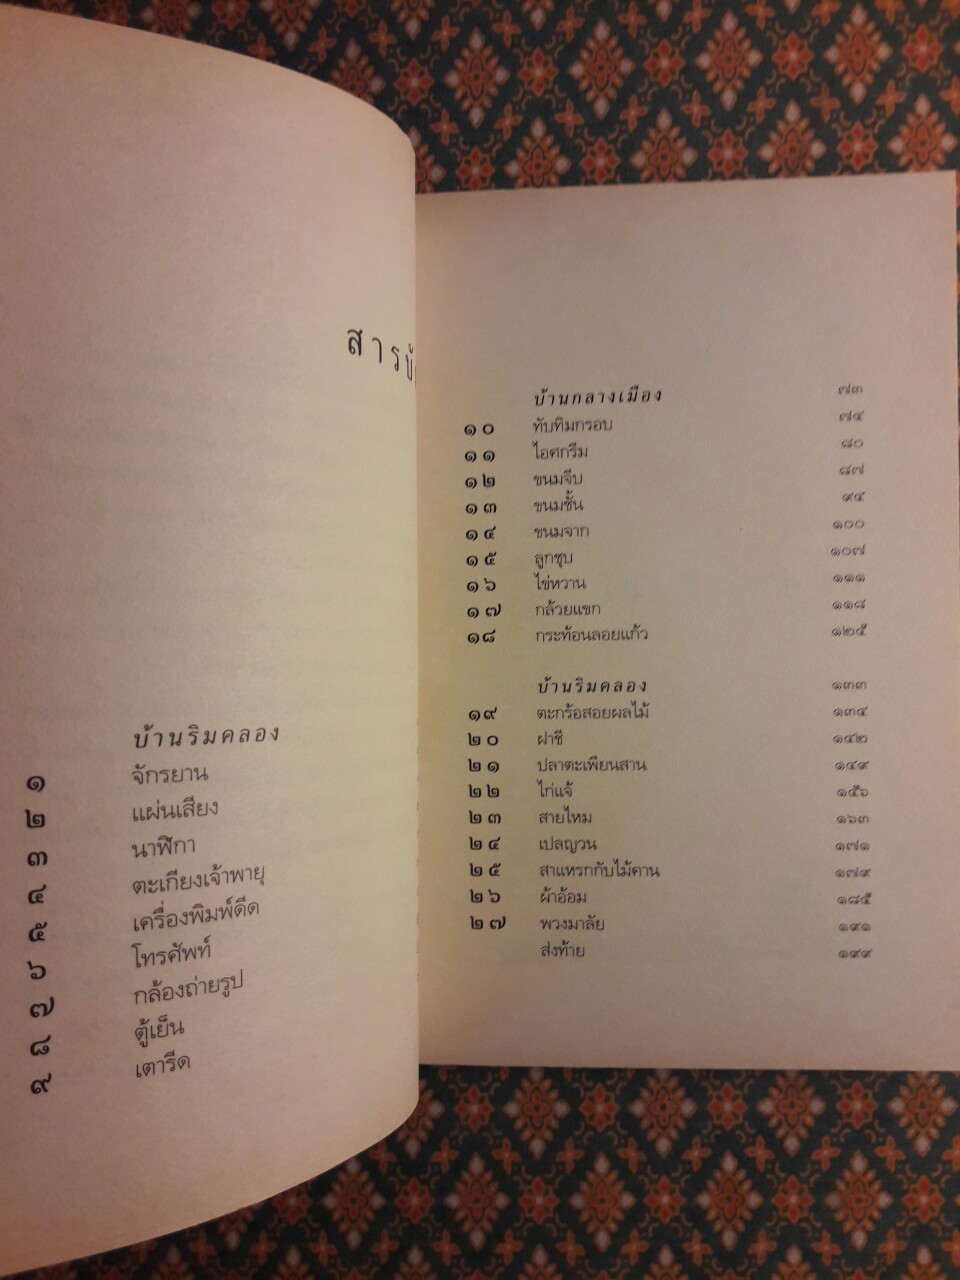 สารบั
บ้านริมคลอง
๑ จักรยาน
๒ แผ่นเสียง
๓ นาฬิกา
๔ ตะเกียงเจ้าพายุ
๕ เครื่องพิมพ์ดีด
๖ โทรศัพท์
๗ กล้องถ่ายรูป
๘ ตู้เย็น
๙ เตารีด
บ้านกลางเมือง ๗๓
๑๐ ทับทิมกรอบ ๗๔
๑๑ ไอศกรีม ๘๐
๑๒ ขนมจีบ ๘๗
๑๓ ขนมชั้น ๙๔
๑๔ ขนมจาก ๑๐๐
๑๕ ลูกชุบ ๑๐๗
๑๖ ไข่หวาน ๑๑๑
๑๗ กล้วยแขก ๑๑๘
๑๘ กระท้อนลอยแก้ว ๑๒๕
บ้านริมคลอง ๑๓๓
๑๙ ตะกร้อสอยผลไม้ ๑๓๔
๒๐ ฝาชี ๑๔๒
๒๑ ปลาตะเพียนสาน ๑๔๙
๒๒ ไก่แจ้ ๑๕๖
๒๓ สายไหม ๑๖๓
๒๔ เปลญวน ๑๗๑
๒๕ สาแหรกกับไม้คาน ๑๗๙
๒๖ ผ้าอ้อม ๑๘๕
๒๗ พวงมาลัย ๑๙๑
ส่งท้าย ๑๙๙